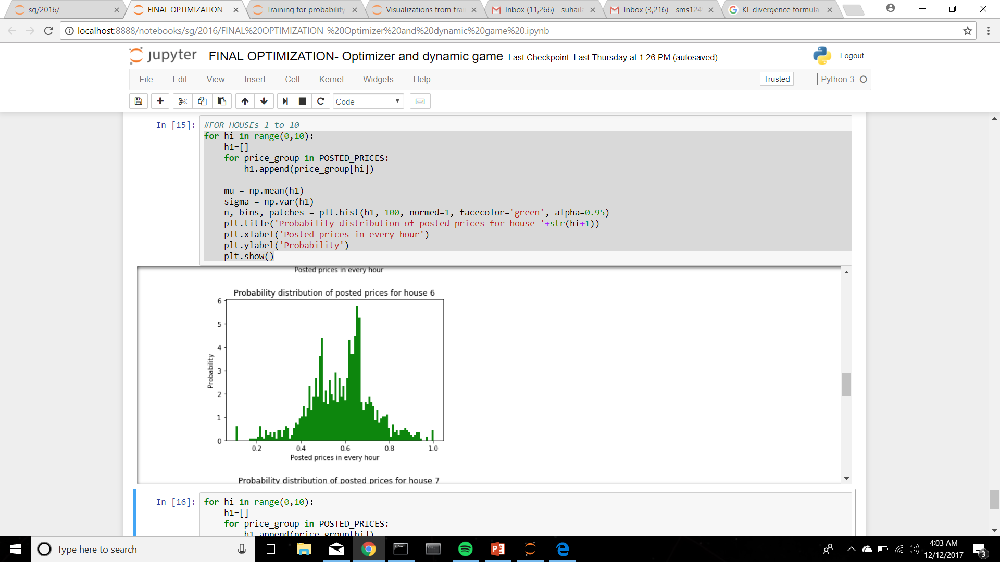 sg/2016/
FINAL OPTIMIZATION-
Training for probability
Visualizations from trai
Inbox (11,266) - suhaila
Inbox (3,216) - sms124
KL divergence formula
localhost:8888/notebooks/sg/2016/FINAL%20OPTIMIZATION-%20Optimizer%20and%20dynamic%20game%20.ipynb
jupyter FINAL OPTIMIZATION- Optimizer and dynamic game Last Checkpoint: Last Thursday at 1:26 PM (autosaved)
Logout
File Edit View Insert Cell Kernel Widgets Help
Trusted
Python 3
Code
In [15]: #FOR HOUSEs 1 to 10
for hi in range(0,10):
    h1=[]
    for price_group in POSTED_PRICES:
        h1.append(price_group[hi])
    mu = np.mean(h1)
    sigma = np.var(h1)
    n, bins, patches = plt.hist(h1, 100, normed=1, facecolor='green', alpha=0.95)
    plt.title('Probability distribution of posted prices for house '+str(hi+1))
    plt.xlabel('Posted prices in every hour')
    plt.ylabel('Probability')
    plt.show()
Posted prices in every hour
Probability distribution of posted prices for house 6
6
5
4
3
2
1
0
Probability
0.2 0.4 0.6 0.8 1.0
Posted prices in every hour
Probability distribution of posted prices for house 7
In [16]: for hi in range(0,10):
    h1=[]
    for price_group in POSTED_PRICES:
        h1.append(price_group[hi])
Type here to search
4:03 AM
12/12/2017
3